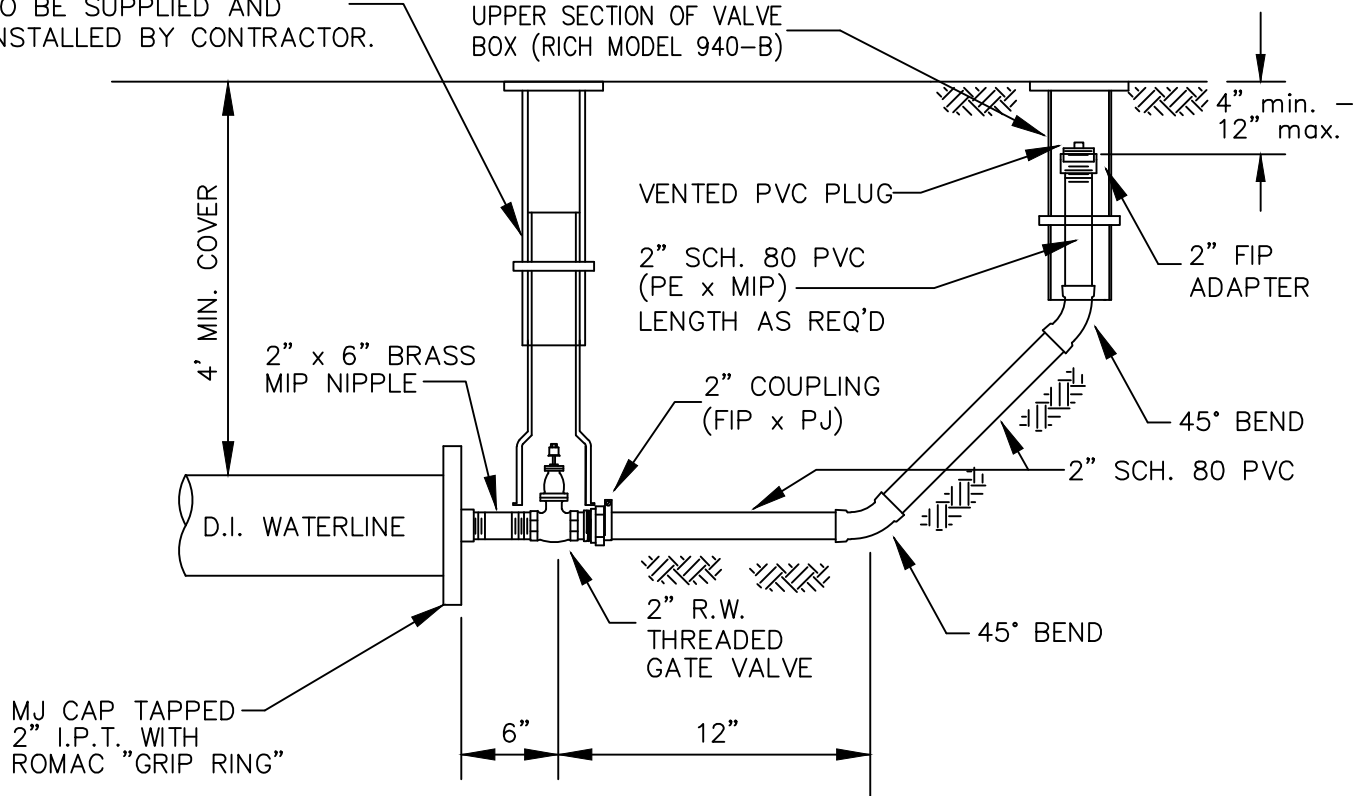 BE SUPPLIED AND
BY CONTRACTOR.
UPPER SECTION OF VALVE
BOX (RICH MODEL 940-B)
4" min. -
12" max.
VENTED PVC PLUG
2" SCH. 80 PVC
(PE x MIP)
LENGTH AS REQ'D
2" FIP
ADAPTER
4' MIN. COVER
2" x 6" BRASS
MIP NIPPLE
2" COUPLING
(FIP x PJ)
45° BEND
2" SCH. 80 PVC
D.I. WATERLINE
2" R.W.
THREADED
GATE VALVE
45° BEND
MJ CAP TAPPED
2" I.P.T. WITH
ROMAC "GRIP RING"
6"
12"